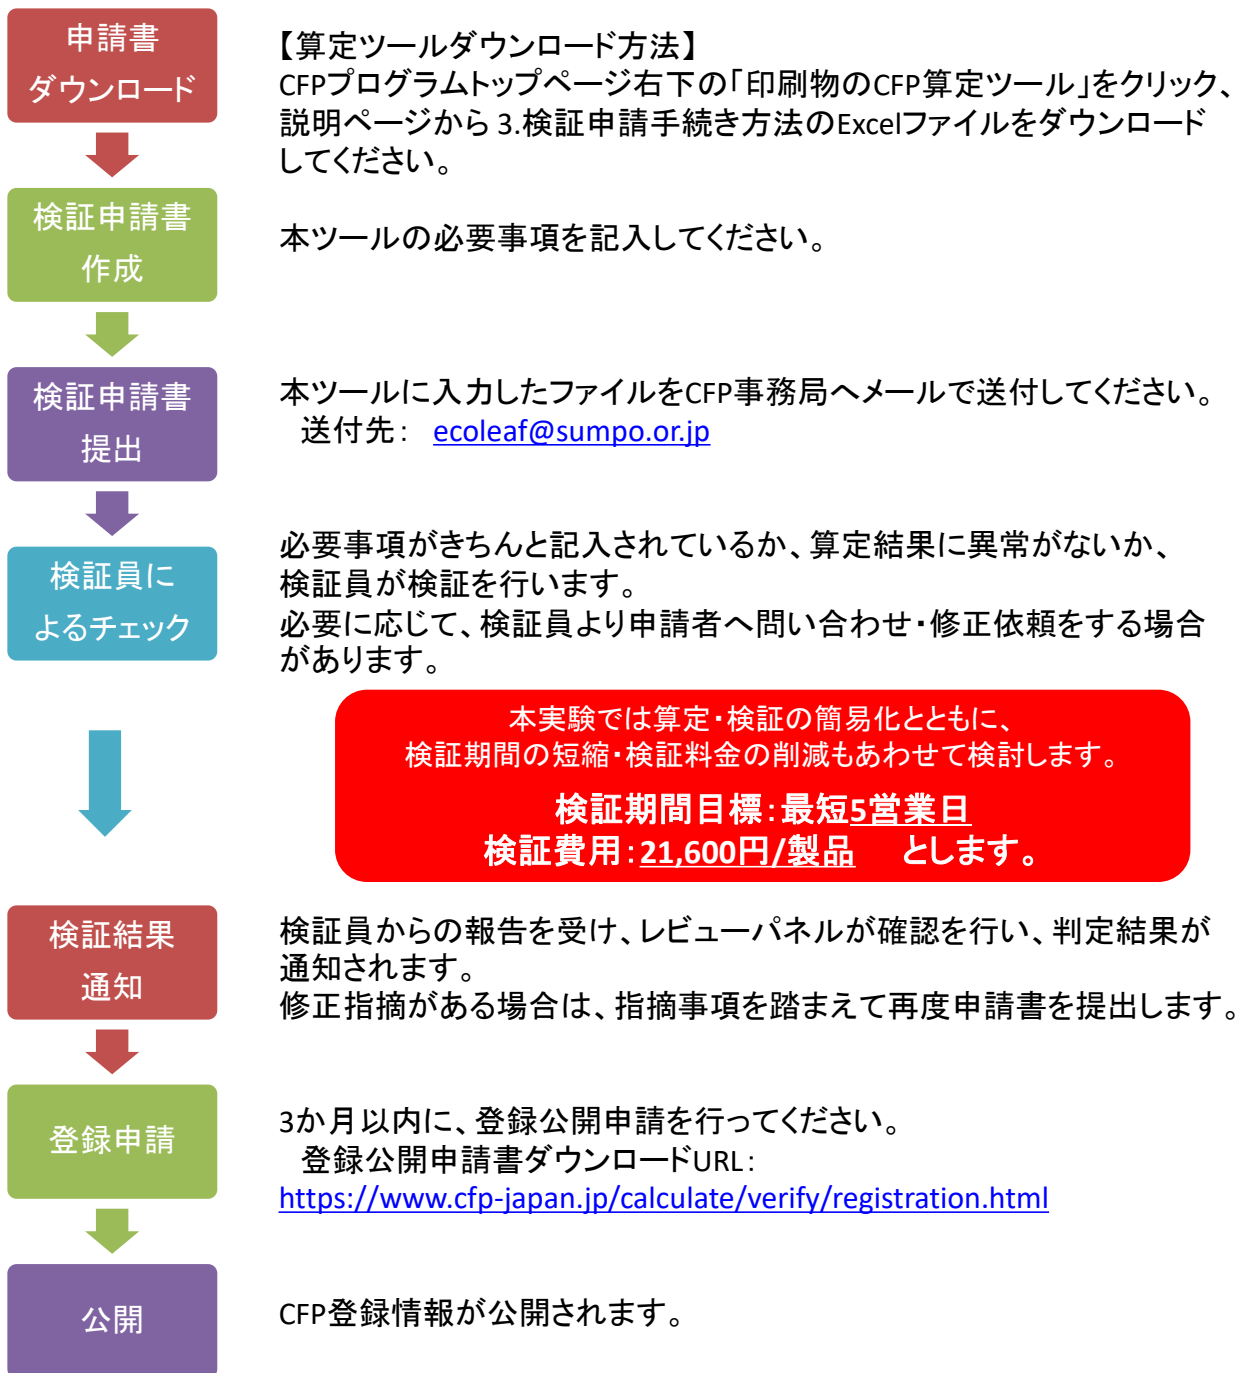 申請書
ダウンロード
【算定ツールダウンロード方法】
CFPプログラムトップページ右下の「印刷物のCFP算定ツール」をクリック、
説明ページから 3.検証申請手続き方法のExcelファイルをダウンロード
してください。
検証申請書
作成
本ツールの必要事項を記入してください。
検証申請書
提出
本ツールに入力したファイルをCFP事務局へメールで送付してください。
送付先： ecoleaf@sumpo.or.jp
検証員に
よるチェック
必要事項がきちんと記入されているか、算定結果に異常がないか、
検証員が検証を行います。
必要に応じて、検証員より申請者へ問い合わせ・修正依頼をする場合
があります。
本実験では算定・検証の簡易化とともに、
検証期間の短縮・検証料金の削減もあわせて検討します。
検証期間目標：最短5営業日
検証費用：21,600円/製品　とします。
検証結果
通知
検証員からの報告を受け、レビューパネルが確認を行い、判定結果が
通知されます。
修正指摘がある場合は、指摘事項を踏まえて再度申請書を提出します。
登録申請
3か月以内に、登録公開申請を行ってください。
登録公開申請書ダウンロードURL：
https://www.cfp-japan.jp/calculate/verify/registration.html
公開
CFP登録情報が公開されます。